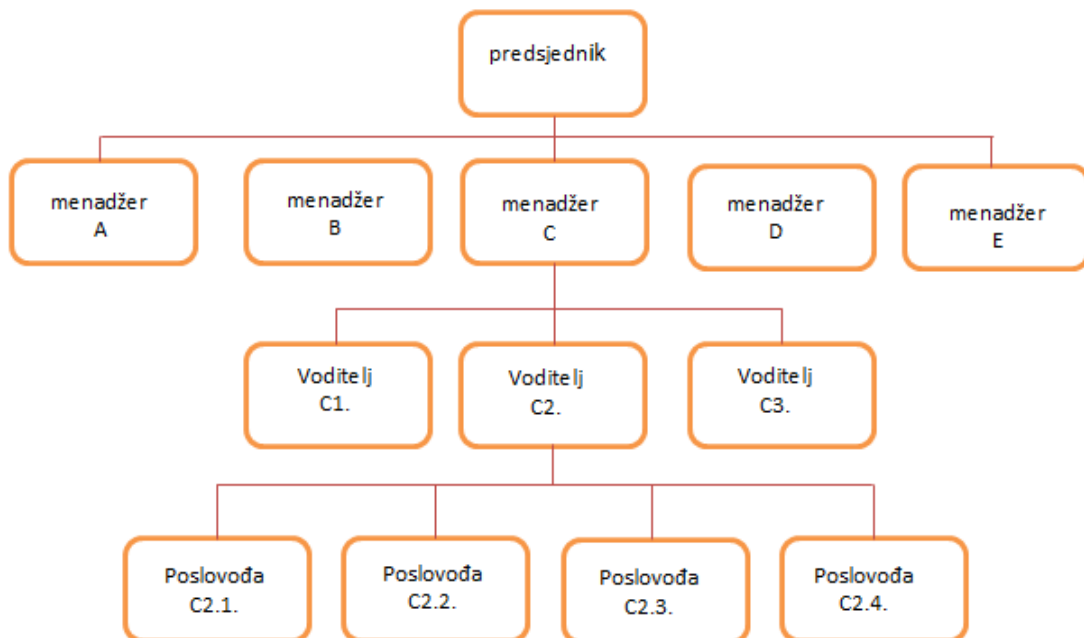 predsjednik
menadžer
A
menadžer
B
menadžer
C
menadžer
D
menadžer
E
Voditelj
C1.
Voditelj
C2.
Voditelj
C3.
Poslovođa
C2.1.
Poslovođa
C2.2.
Poslovođa
C2.3.
Poslovođa
C2.4.